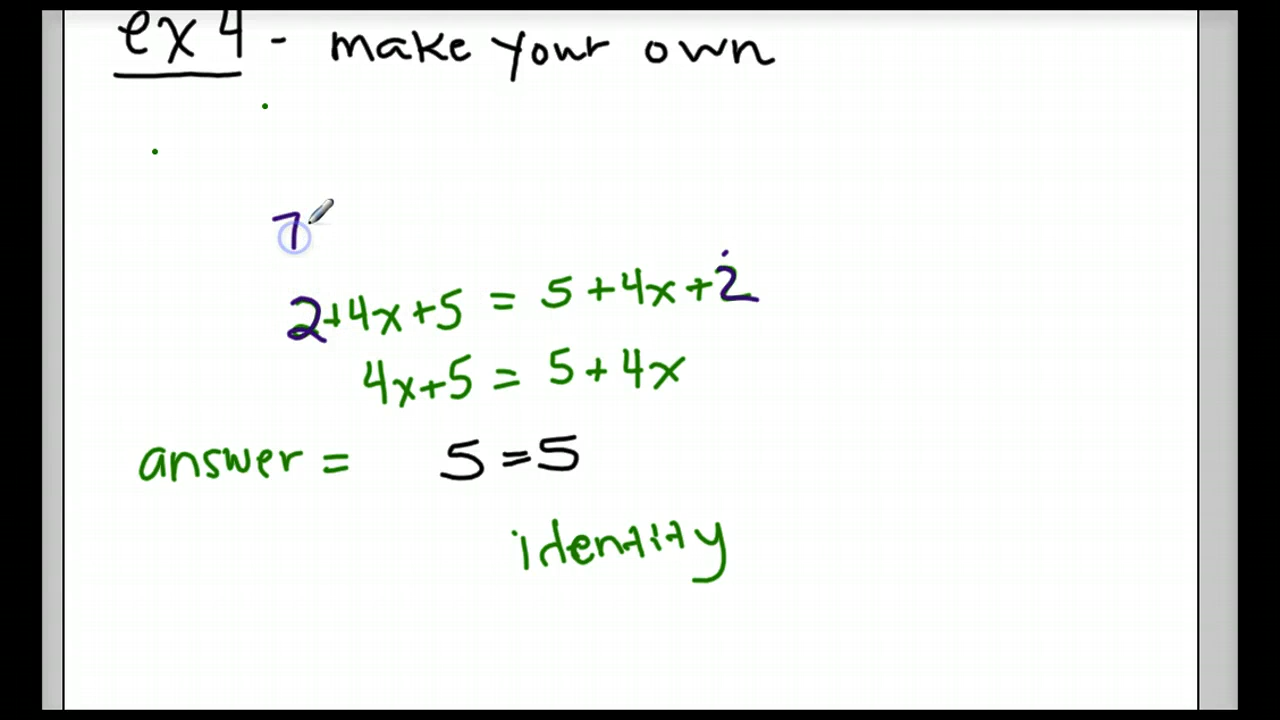 ex 4 - make your own
7
2+4x+5 = 5+4x+2
4x+5 = 5+4x
answer = 5=5
identity